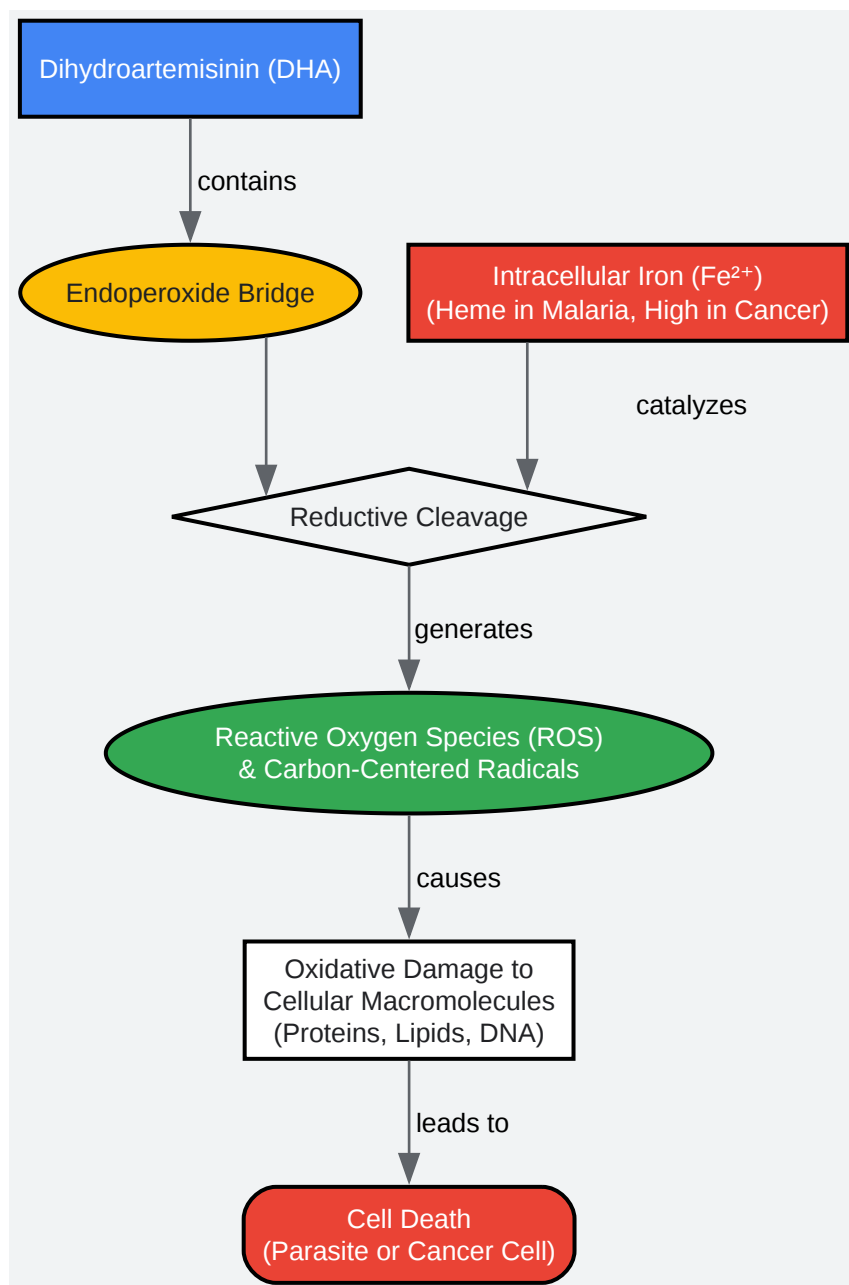 Dihydroartemisinin (DHA)
contains
Endoperoxide Bridge
Intracellular Iron (Fe²⁺)
(Heme in Malaria, High in Cancer)
catalyzes
Reductive Cleavage
generates
Reactive Oxygen Species (ROS)
& Carbon-Centered Radicals
causes
Oxidative Damage to
Cellular Macromolecules
(Proteins, Lipids, DNA)
leads to
Cell Death
(Parasite or Cancer Cell)